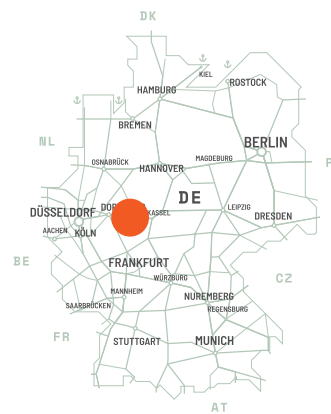 DK
KIEL
ROSTOCK
HAMBURG
BREMEN
NL
BERLIN
OSNABRÜCK
HANNOVER
MAGDEBURG
DE
DÜSSELDORF
KASSEL
LEIPZIG
DRESDEN
AACHEN
KÖLN
BE
FRANKFURT
WÜRZBURG
CZ
MANNHEIM
NUREMBERG
SAARBRÜCKEN
REGENSBURG
FR
STUTTGART
MUNICH
AT